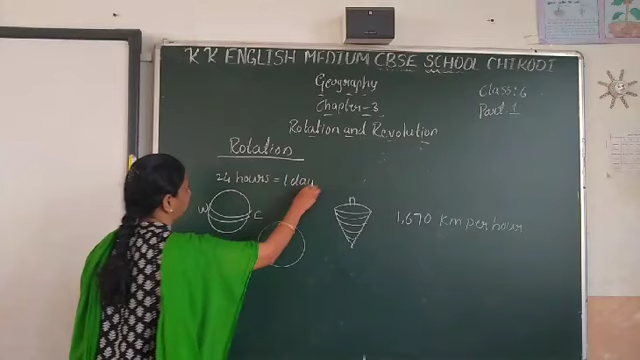 K K ENGLISH MEDIUM CBSE SCHOOL CHIKODI
Geography
Chapter-3
Rotation and Revolution
Class:6
Part 1
Rotation
24 hours = 1 day
W E
1,670 km per hour